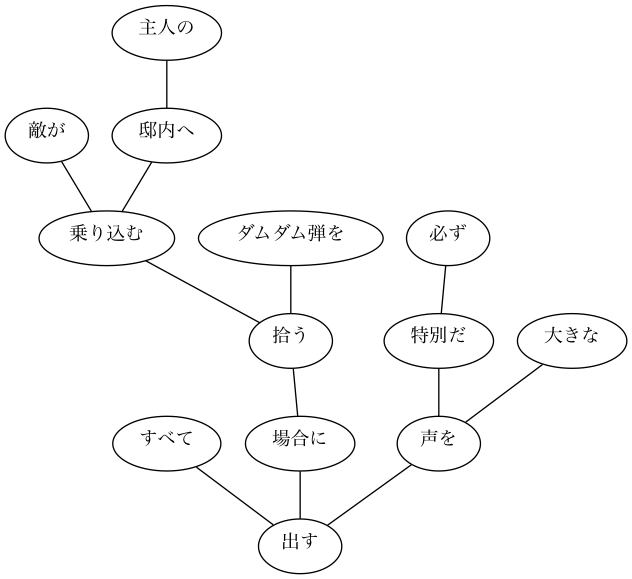 主人の
敵が
邸内へ
乗り込む
ダムダム弾を
必ず
拾う
特別だ
大きな
すべて
場合に
声を
出す